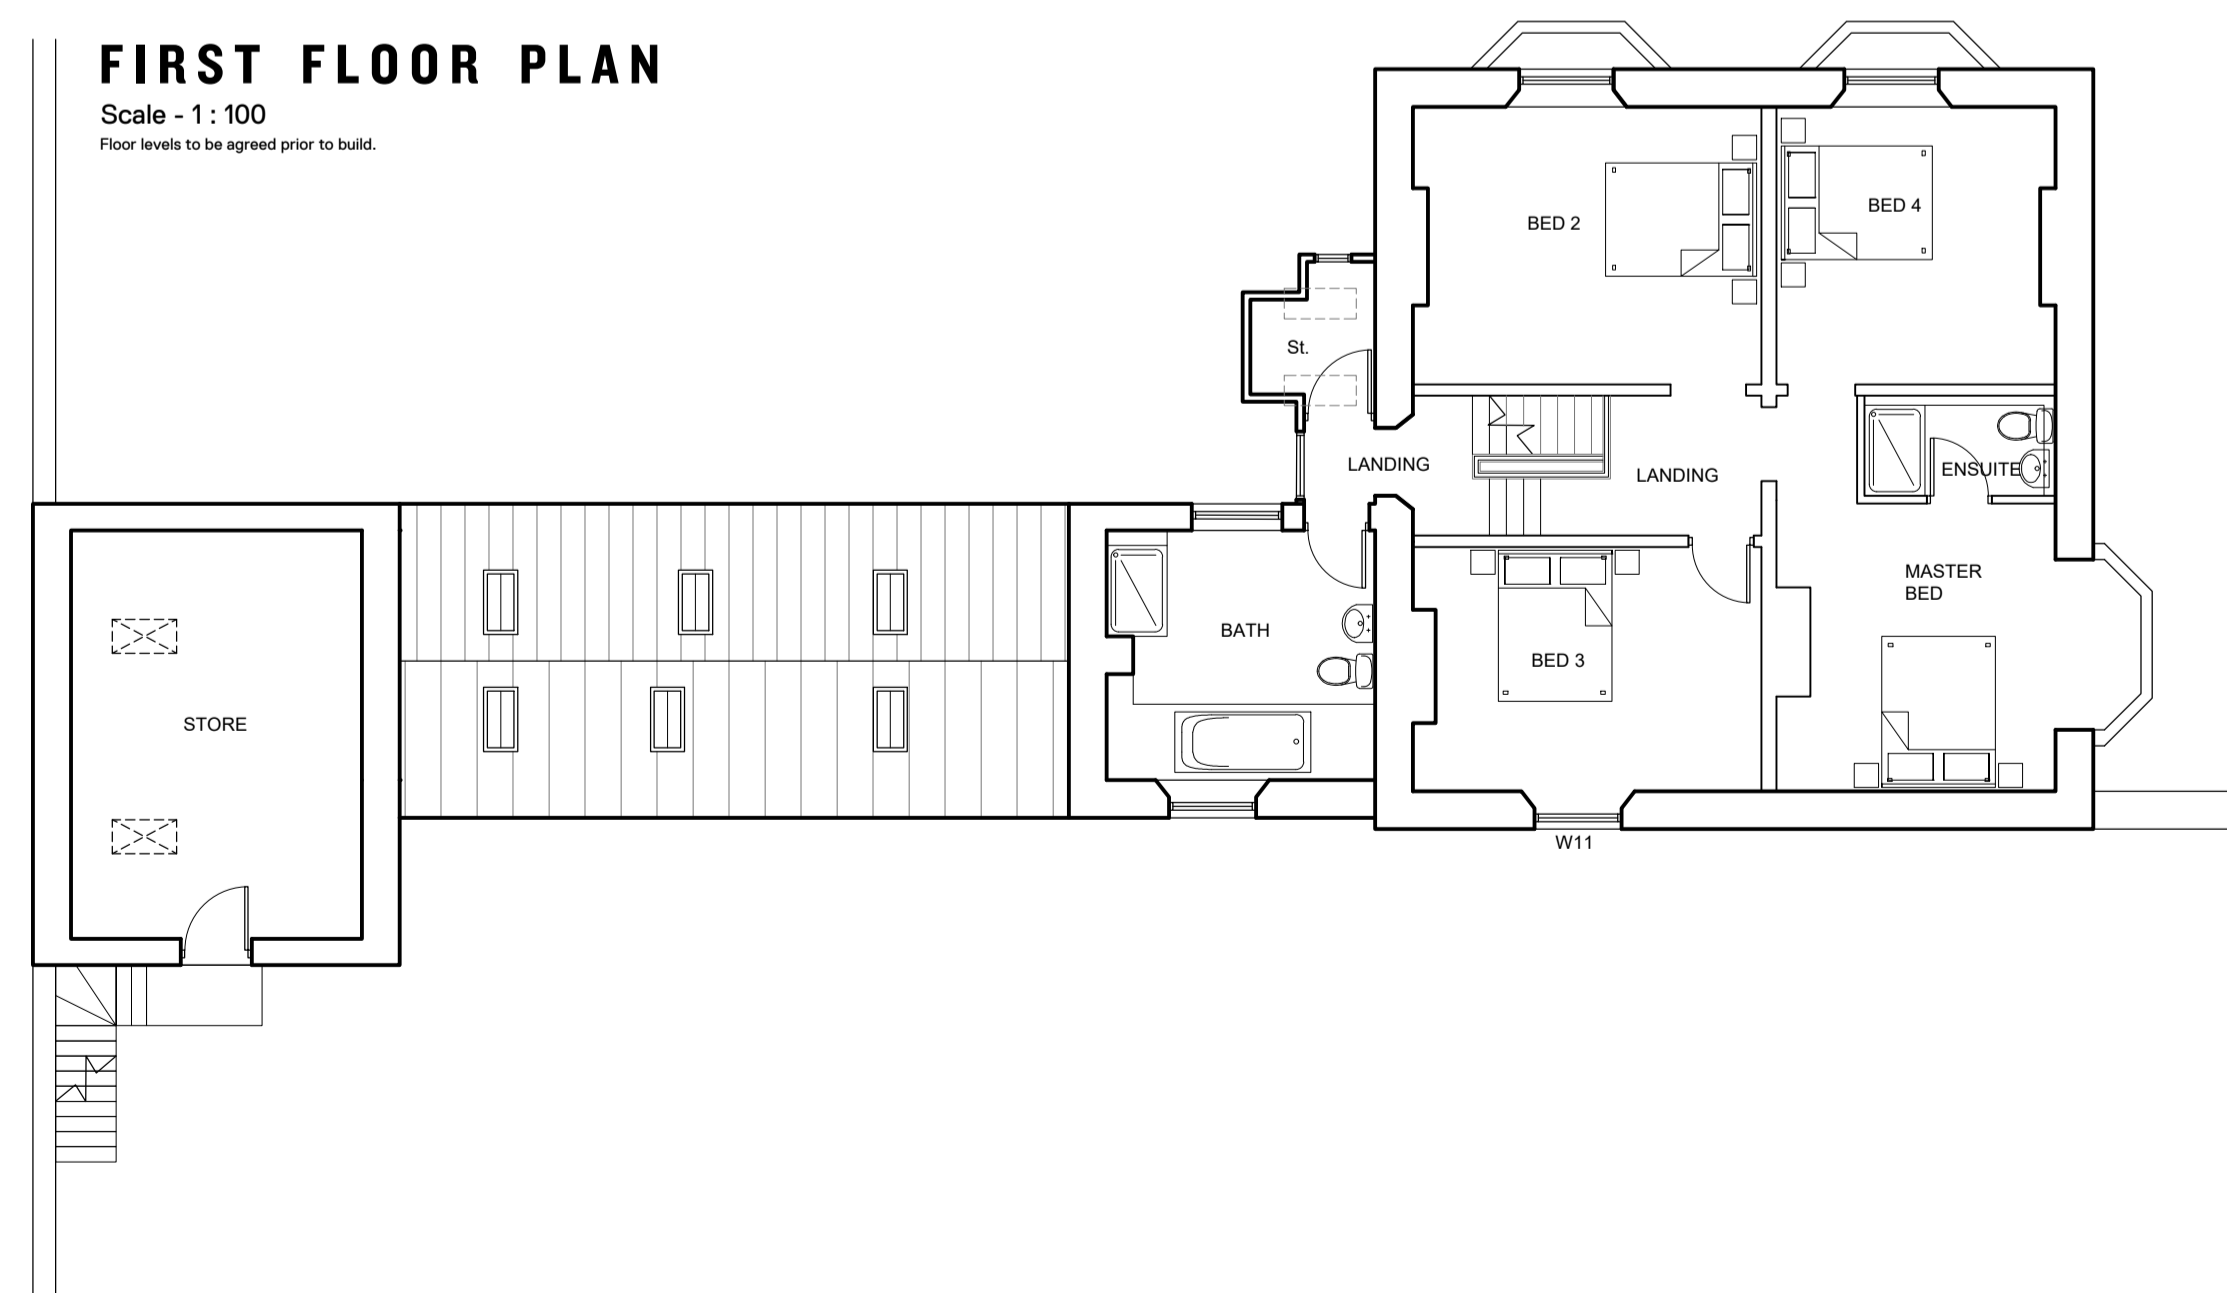 FIRST FLOOR PLAN
Scale - 1 : 100
Floor levels to be agreed prior to build.
BED 2
BED 4
St.
LANDING
LANDING
ENSUITE
MASTER
BED
BATH
BED 3
STORE
W11